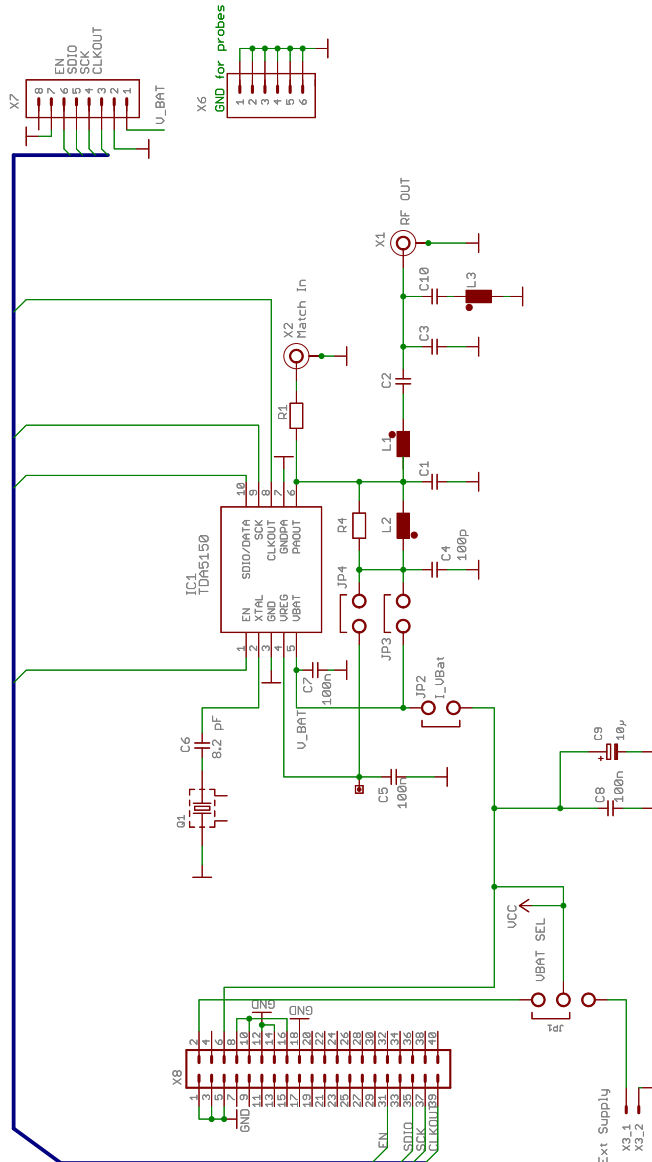 GND for probes
X7
EN
SDIO
SCK
CLKOUT
8
7
6
5
4
3
2
1
V_BAT
X6
1
2
3
4
5
6
X1
RF OUT
C10
L3
X2
Match In
C3
C2
R1
L1
C1
10
9
8
7
6
SDIO/DATA
SCK
CLKOUT
GNDPA
PAOUT
R4
L2
C4
100p
IC1
TDA5150
JP4
EN
XTAL
GND
VREG
VBAT
1
2
3
4
5
JP3
C7
100n
JP2
I_VBat
V_BAT
C6
8.2 pF
C5
100n
C9
10µ
+
C8
100n
Q1
VCC
VBAT SEL
JP1
GND
GND
2
4
6
8
10
12
14
16
18
20
22
24
26
28
30
32
34
36
38
40
X8
1
3
5
7
9
11
13
15
17
19
21
23
25
27
29
31
33
35
37
39
GND
EN
SDIO
SCK
CLKOUT
Ext Supply
X3_1
X3_2